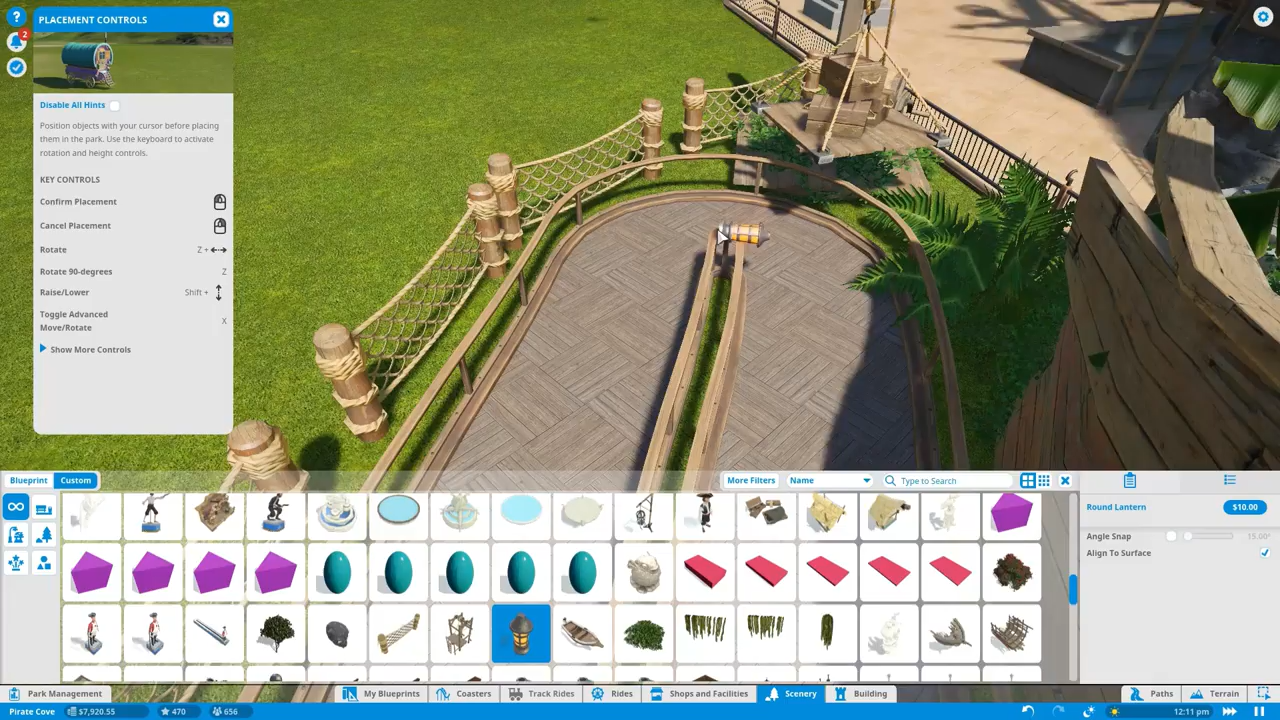 ?
PLACEMENT CONTROLS
2
Disable All Hints
Position objects with your cursor before placing
them in the park. Use the keyboard to activate
rotation and height controls.
KEY CONTROLS
Confirm Placement
Cancel Placement
Rotate Z +
Rotate 90-degrees Z
Raise/Lower Shift +
Toggle Advanced
Move/Rotate X
Show More Controls
Blueprint Custom More Filters Name Type to Search
Round Lantern $10.00
Angle Snap 15.00°
Align To Surface
Park Management My Blueprints Coasters Track Rides Rides Shops and Facilities Scenery Building Paths Terrain
Pirate Cove $7,920.55 470 656 12:11 pm